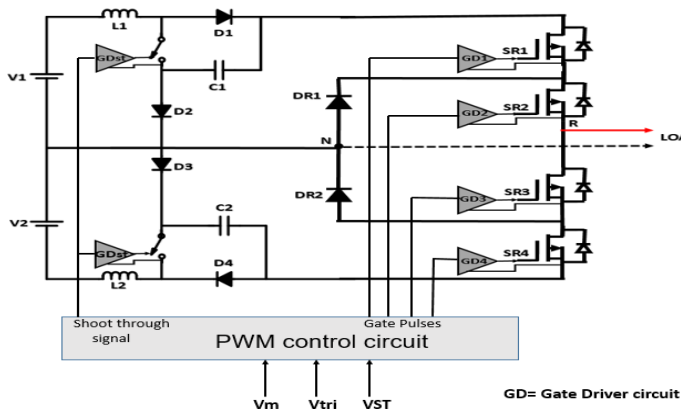 L1
D1
GDst
SR1
GD1
V1
C1
DR1
SR2
D2
GD2
R
LOA
N
D3
DR2
SR3
C2
GD3
V2
SR4
GDst
D4
GD4
L2
Shoot through
signal
Gate Pulses
PWM control circuit
Vm
Vtri
VST
GD= Gate Driver circuit